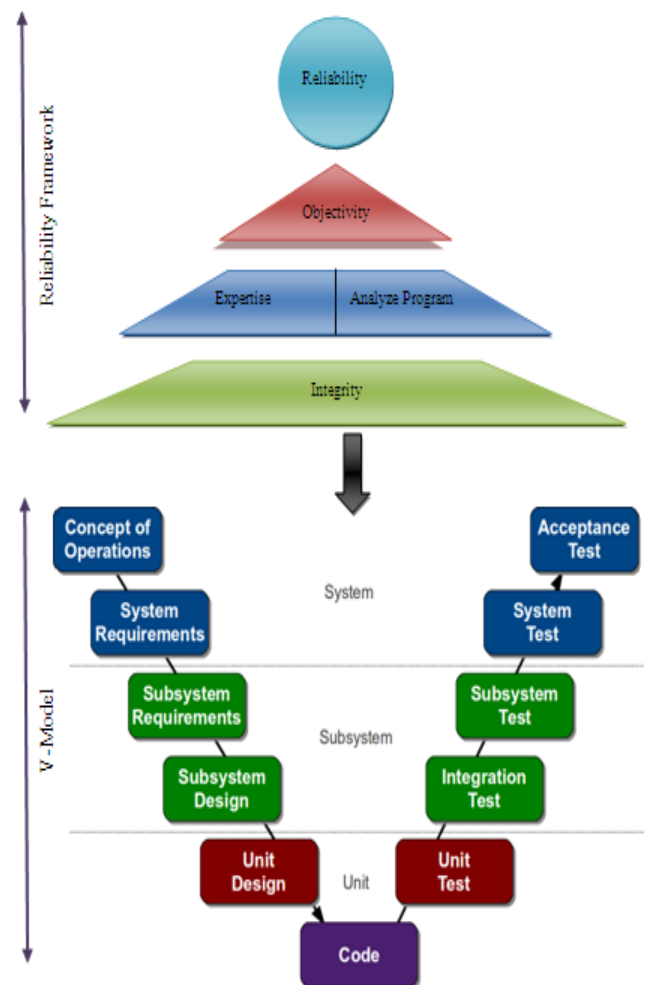 Reliability Framework
Reliability
Objectivity
Expertise
Analyze Program
Integrity
V-Model
Concept of
Operations
Acceptance
Test
System
System
Requirements
System
Test
Subsystem
Requirements
Subsystem
Test
Subsystem
Subsystem
Design
Integration
Test
Unit
Design
Unit
Unit
Test
Code